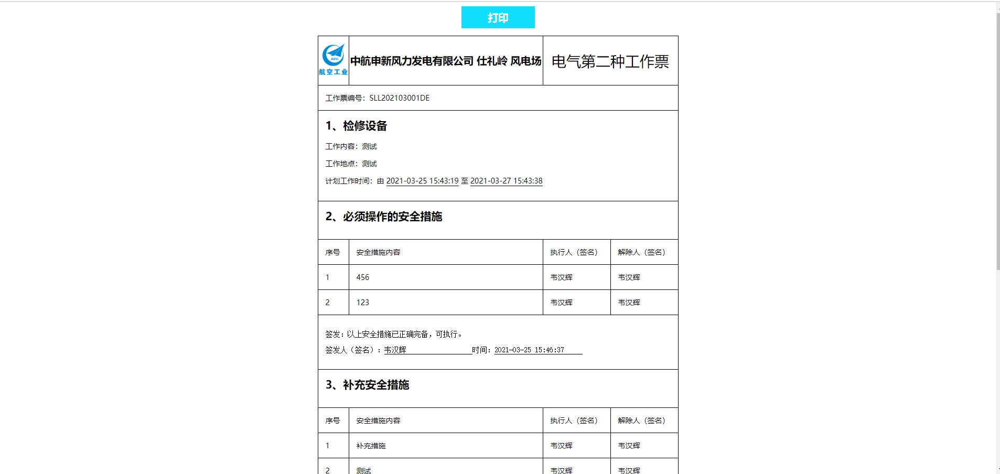 打印
AVIC
航空工业
中航申新风力发电有限公司 仕礼岭 风电场
电气第二种工作票
工作票编号：SLL202103001DE
1、检修设备
工作内容：测试
工作地点：测试
计划工作时间：由 2021-03-25 15:43:19 至 2021-03-27 15:43:38
2、必须操作的安全措施
序号 安全措施内容 执行人（签名） 解除人（签名）
1 456 韦汉辉 韦汉辉
2 123 韦汉辉 韦汉辉
签发：以上安全措施已正确完备，可执行。
签发人（签名）：韦汉辉 时间：2021-03-25 15:46:37
3、补充安全措施
序号 安全措施内容 执行人（签名） 解除人（签名）
1 补充措施 韦汉辉 韦汉辉
2 测试 韦汉辉 韦汉辉